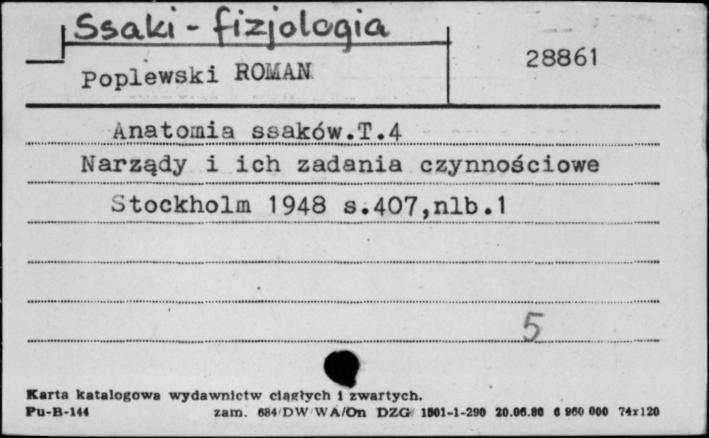 Ssaki - fizjologia
28861
Poplewski ROMAN
Anatomia ssaków.T.4
Narządy i ich zadania czynnościowe
Stockholm 1948 s.407,nlb.1
5
Karta katalogowa wydawnictw ciągłych i zwartych.
Pu-B-144 zam. 684/DW/WA/On DZG 1801-1-290 20.06.80 6 960 000 74x120